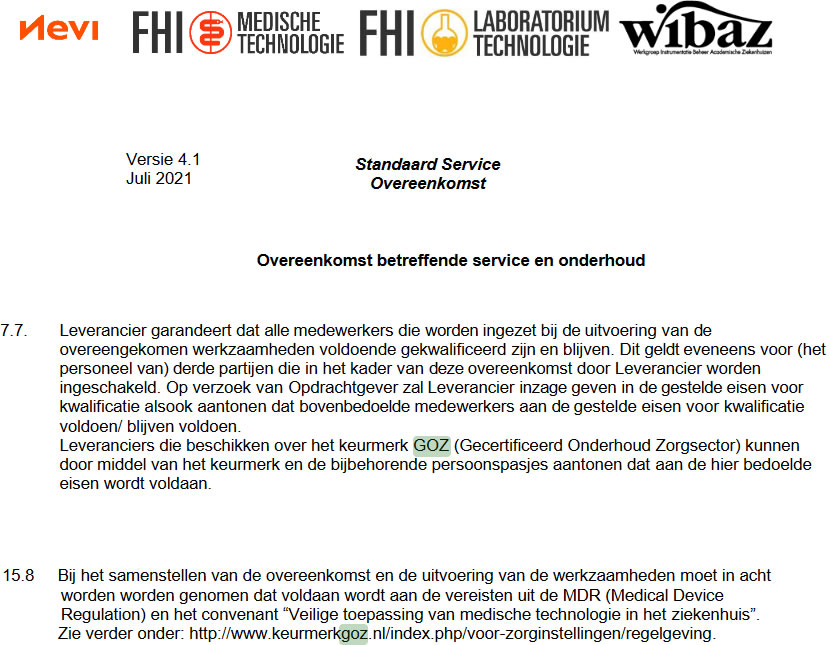 nevi FHI MEDISCHE TECHNOLOGIE FHI LABORATORIUM TECHNOLOGIE wibaz
Werkgroep Instrumentatie Beheer Academische Ziekenhuizen
Versie 4.1
Juli 2021
Standaard Service
Overeenkomst
Overeenkomst betreffende service en onderhoud
7.7. Leverancier garandeert dat alle medewerkers die worden ingezet bij de uitvoering van de
overeengekomen werkzaamheden voldoende gekwalificeerd zijn en blijven. Dit geldt eveneens voor (het
personeel van) derde partijen die in het kader van deze overeenkomst door Leverancier worden
ingeschakeld. Op verzoek van Opdrachtgever zal Leverancier inzage geven in de gestelde eisen voor
kwalificatie alsook aantonen dat bovenbedoelde medewerkers aan de gestelde eisen voor kwalificatie
voldoen/ blijven voldoen.
Leveranciers die beschikken over het keurmerk GOZ (Gecertificeerd Onderhoud Zorgsector) kunnen
door middel van het keurmerk en de bijbehorende persoonspasjes aantonen dat aan de hier bedoelde
eisen wordt voldaan.
15.8 Bij het samenstellen van de overeenkomst en de uitvoering van de werkzaamheden moet in acht
worden worden genomen dat voldaan wordt aan de vereisten uit de MDR (Medical Device
Regulation) en het convenant “Veilige toepassing van medische technologie in het ziekenhuis”.
Zie verder onder: http://www.keurmerkgoz.nl/index.php/voor-zorginstellingen/regelgeving.